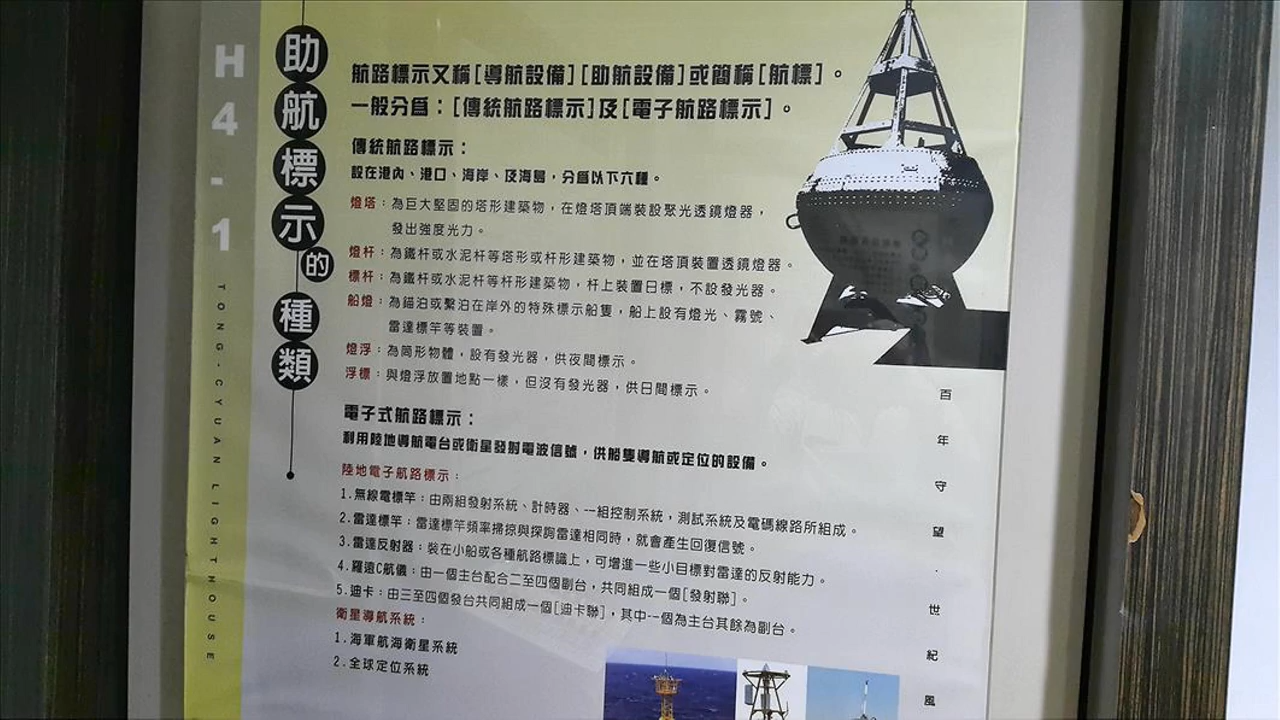 H4-1
TONG-CYUAN LIGHTHOUSE
助航標示的種類
航路標示又稱[導航設備][助航設備]或簡稱[航標]。
一般分為：[傳統航路標示]及[電子航路標示]。
傳統航路標示：
設在港內、港口、海岸、及海島，分為以下六種。
燈塔：為巨大堅固的塔形建築物，在燈塔頂端裝設聚光透鏡燈器，
發出強度光力。
燈杆：為鐵杆或水泥杆等塔形或杆形建築物，並在塔頂裝置透鏡燈器。
標杆：為鐵杆或水泥杆等杆形建築物，杆上裝置日標，不設發光器。
船燈：為錨泊或繫泊在岸外的特殊標示船隻，船上設有燈光、霧號、
雷達標竿等裝置。
燈浮：為筒形物體，設有發光器，供夜間標示。
浮標：與燈浮放置地點一樣，但沒有發光器，供日間標示。
電子式航路標示：
利用陸地導航電台或衛星發射電波信號，供船隻導航或定位的設備。
陸地電子航路標示：
1.無線電標竿：由兩組發射系統、計時器、一組控制系統，測試系統及電碼線路所組成。
2.雷達標竿：雷達標竿頻率掃掠與探詢雷達相同時，就會產生回復信號。
3.雷達反射器：裝在小船或各種航路標識上，可增進一些小目標對雷達的反射能力。
4.羅遠C航儀：由一個主台配合二至四個副台，共同組成一個[發射聯]。
5.迪卡：由三至四個發台共同組成一個[迪卡聯]，其中一個為主台其餘為副台。
衛星導航系統：
1.海軍航海衛星系統
2.全球定位系統
百年守望·世紀風